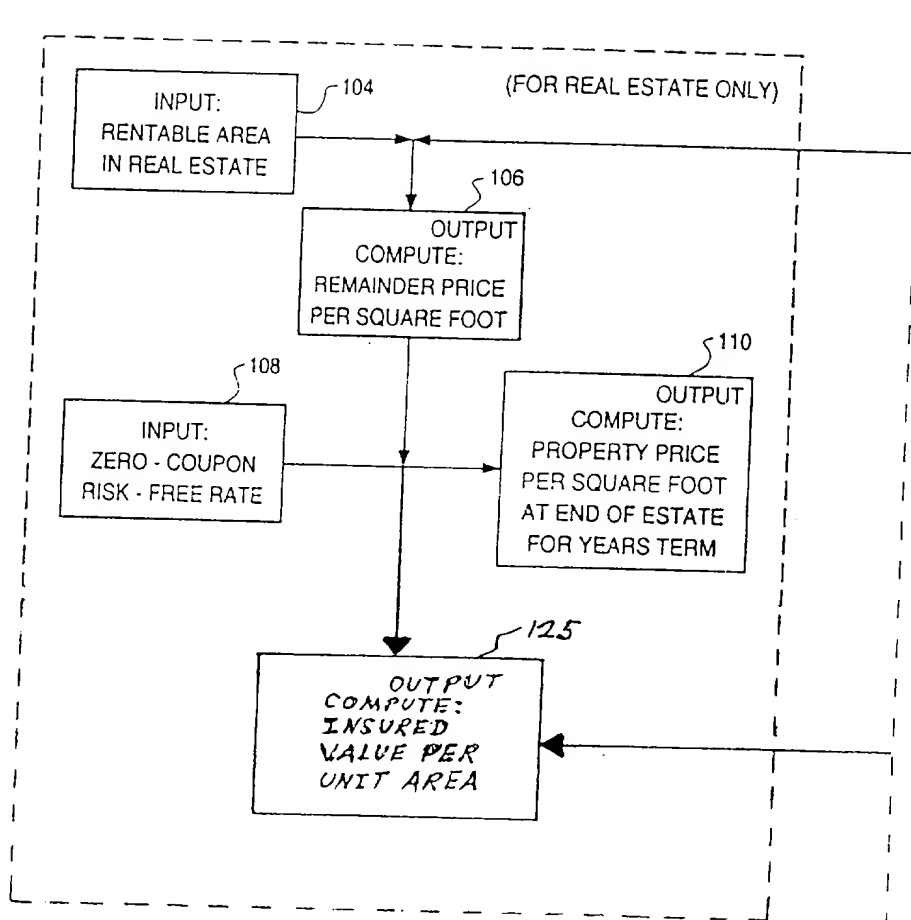 (FOR REAL ESTATE ONLY)
104
INPUT:
RENTABLE AREA
IN REAL ESTATE
106
OUTPUT
COMPUTE:
REMAINDER PRICE
PER SQUARE FOOT
108
INPUT:
ZERO - COUPON
RISK - FREE RATE
110
OUTPUT
COMPUTE:
PROPERTY PRICE
PER SQUARE FOOT
AT END OF ESTATE
FOR YEARS TERM
125
OUTPUT
COMPUTE:
INSURED
VALUE PER
UNIT AREA